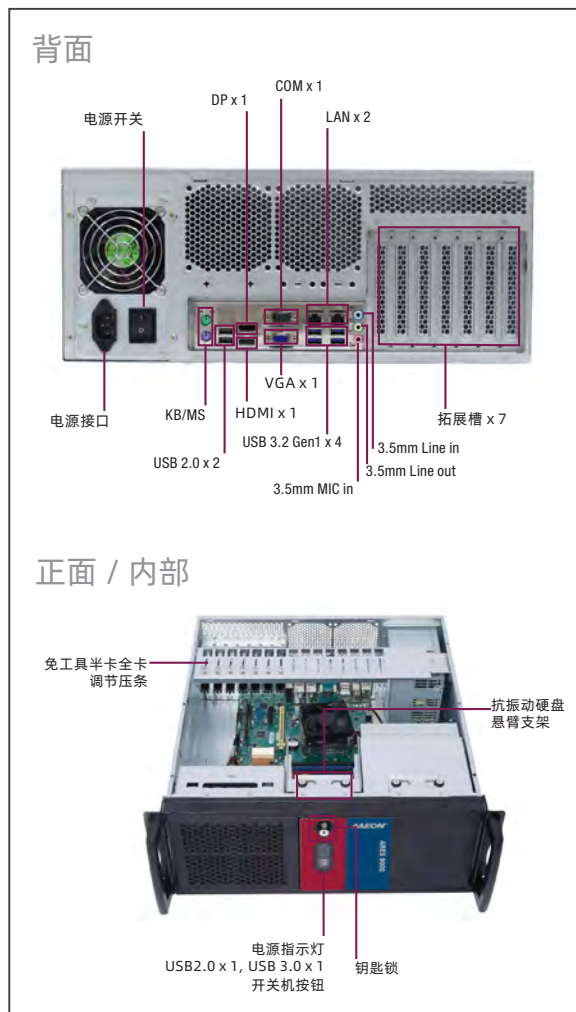 背面
COM x 1
DP x 1
LAN x 2
电源开关
VGA x 1
电源接口
KB/MS
HDMI x 1
拓展槽 x 7
USB 3.2 Gen1 x 4
3.5mm Line in
USB 2.0 x 2
3.5mm Line out
3.5mm MIC in
正面 / 内部
免工具半卡全卡
调节压条
抗振动硬盘
悬臂支架
AAEON
ARES 9600
电源指示灯
USB2.0 x 1, USB 3.0 x 1
开关机按钮
钥匙锁